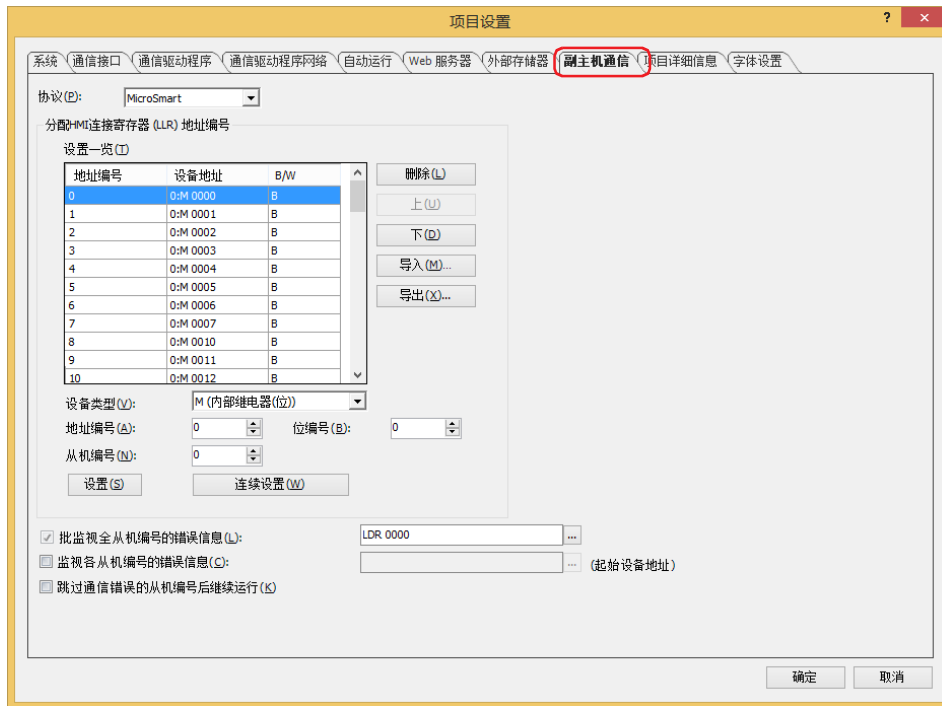 项目设置
? ×
系统 通信接口 通信驱动程序 通信驱动程序网络 自动运行 Web 服务器 外部存储器 副主机通信 项目详细信息 字体设置
协议(P): MicroSmart
分配HMI连接寄存器 (LLR) 地址编号
设置一览(T)
地址编号 设备地址 B/W
0 0:M 0000 B
1 0:M 0001 B
2 0:M 0002 B
3 0:M 0003 B
4 0:M 0004 B
5 0:M 0005 B
6 0:M 0006 B
7 0:M 0007 B
8 0:M 0010 B
9 0:M 0011 B
10 0:M 0012 B
删除(L)
上(U)
下(D)
导入(M)...
导出(X)...
设备类型(V): M (内部继电器(位))
地址编号(A): 0 位编号(B): 0
从机编号(N): 0
设置(S) 连续设置(W)
批监视全从机编号的错误信息(L): LDR 0000 ...
监视各从机编号的错误信息(C): ... (起始设备地址)
跳过通信错误的从机编号后继续运行(K)
确定 取消